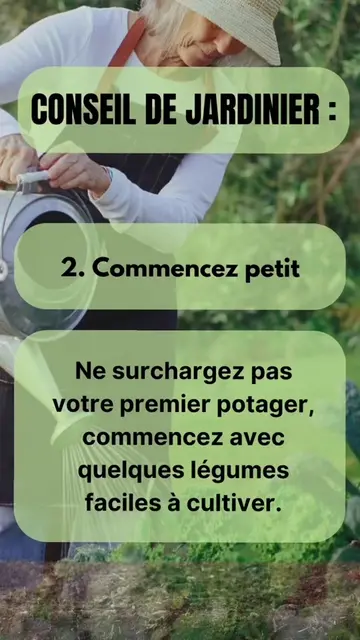 CONSEIL DE JARDINIER :
2. Commencez petit
Ne surchargez pas
votre premier potager,
commencez avec
quelques légumes
faciles à cultiver.